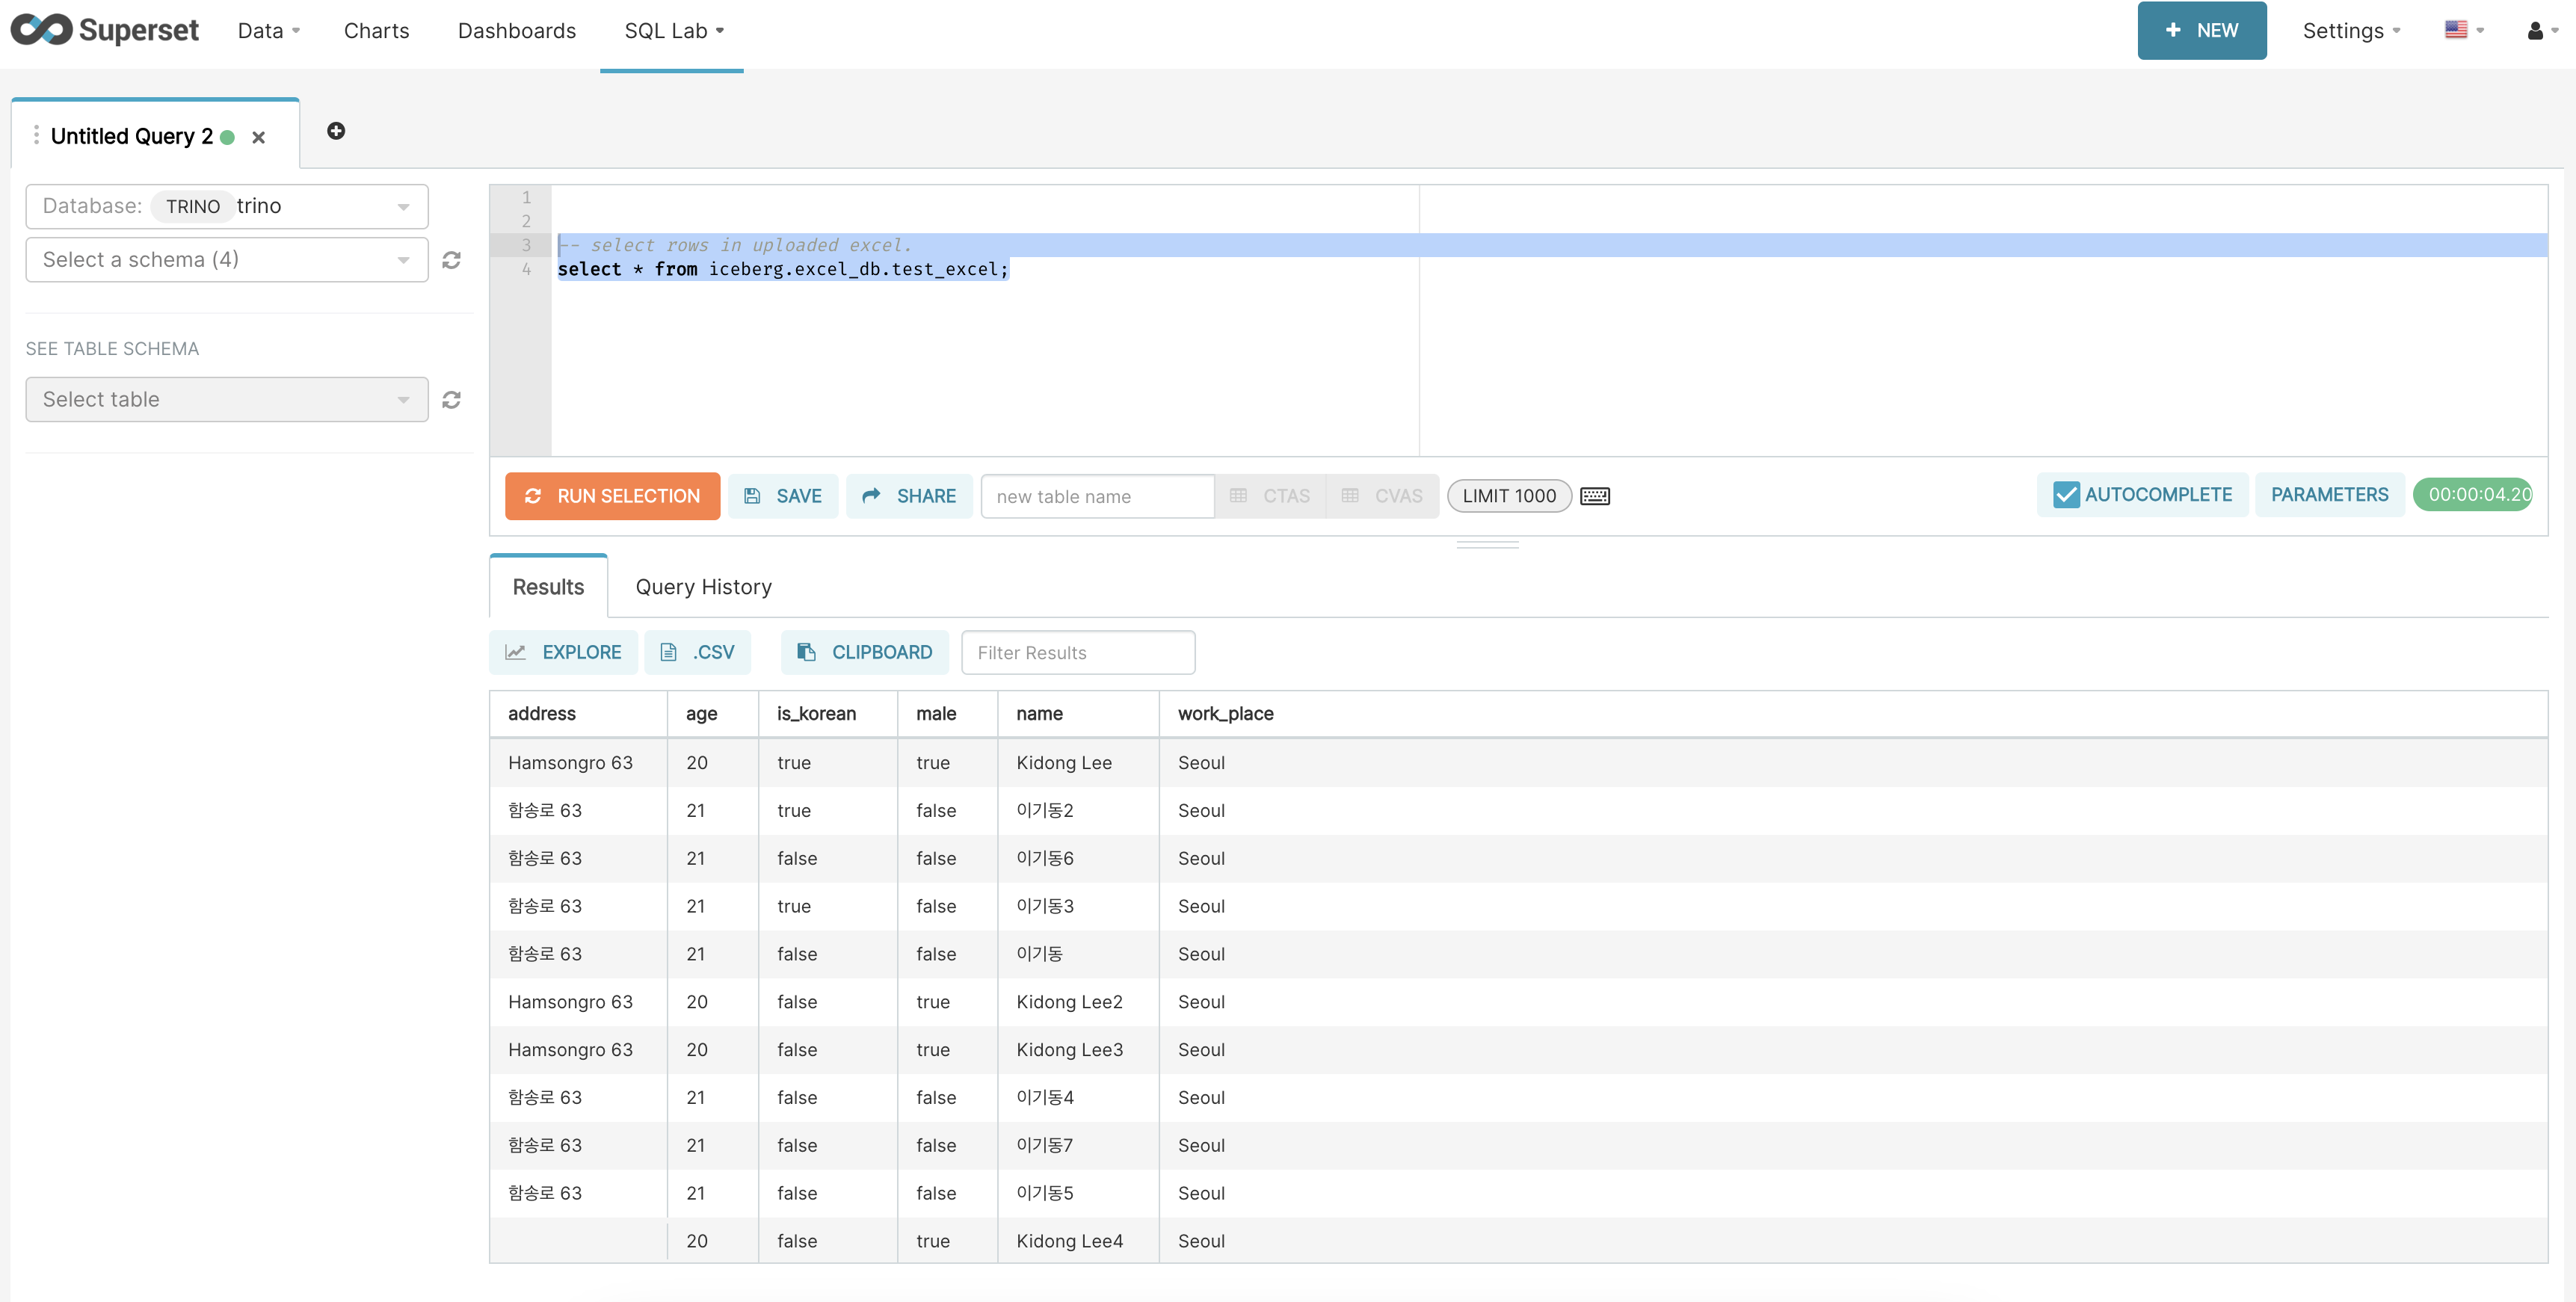 Superset Data Charts Dashboards SQL Lab + NEW Settings
Untitled Query 2
Database: TRINO trino
Select a schema (4)
SEE TABLE SCHEMA
Select table
1
2
3 -- select rows in uploaded excel.
4 select * from iceberg.excel_db.test_excel;
RUN SELECTION SAVE SHARE new table name CTAS CVAS LIMIT 1000 AUTOCOMPLETE PARAMETERS 00:00:04.20
Results Query History
EXPLORE .CSV CLIPBOARD Filter Results
address age is_korean male name work_place
Hamsongro 63 20 true true Kidong Lee Seoul
함송로 63 21 true false 이기동2 Seoul
함송로 63 21 false false 이기동6 Seoul
함송로 63 21 true false 이기동3 Seoul
함송로 63 21 false false 이기동 Seoul
Hamsongro 63 20 false true Kidong Lee2 Seoul
Hamsongro 63 20 false true Kidong Lee3 Seoul
함송로 63 21 false false 이기동4 Seoul
함송로 63 21 false false 이기동7 Seoul
함송로 63 21 false false 이기동5 Seoul
20 false true Kidong Lee4 Seoul